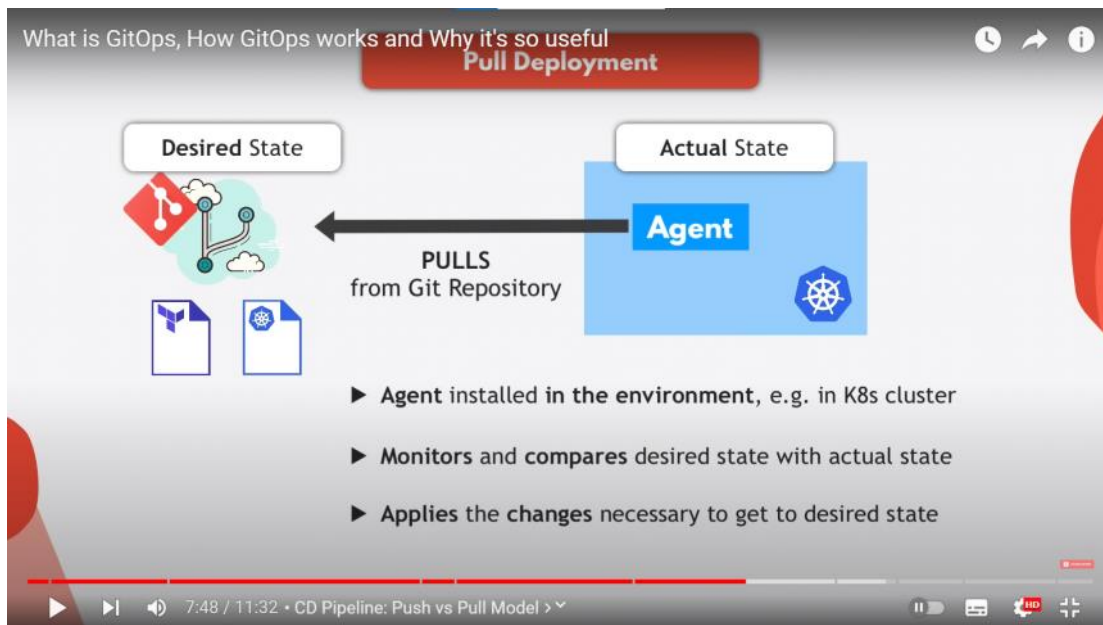 What is GitOps, How GitOps works and Why it's so useful
Pull Deployment
Desired State
Actual State
Agent
PULLS
from Git Repository
▶ Agent installed in the environment, e.g. in K8s cluster
▶ Monitors and compares desired state with actual state
▶ Applies the changes necessary to get to desired state
7:48 / 11:32 • CD Pipeline: Push vs Pull Model >
HD